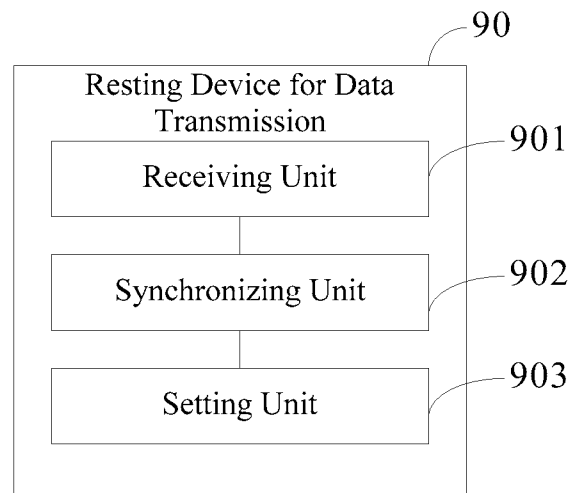 90
Resting Device for Data
Transmission
901
Receiving Unit
902
Synchronizing Unit
903
Setting Unit